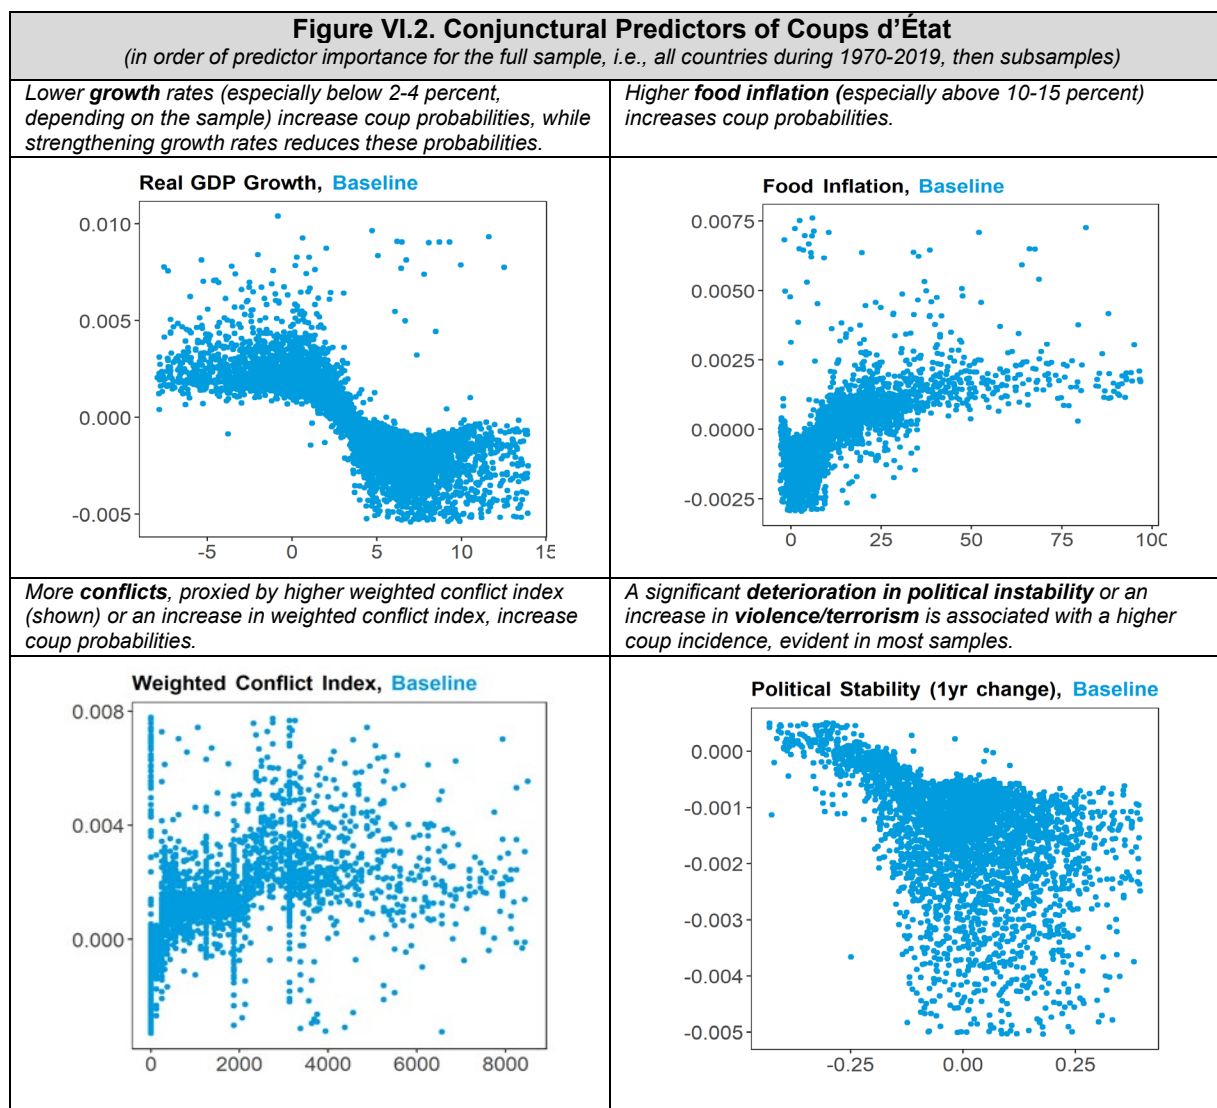 Figure VI.2. Conjunctural Predictors of Coups d’État
(in order of predictor importance for the full sample, i.e., all countries during 1970-2019, then subsamples)
Lower growth rates (especially below 2-4 percent,
depending on the sample) increase coup probabilities, while
strengthening growth rates reduces these probabilities.
Higher food inflation (especially above 10-15 percent)
increases coup probabilities.
Real GDP Growth, Baseline
0.010
0.005
0.000
-0.005
-5 0 5 10 15
Food Inflation, Baseline
0.0075
0.0050
0.0025
0.0000
-0.0025
0 25 50 75 100
More conflicts, proxied by higher weighted conflict index
(shown) or an increase in weighted conflict index, increase
coup probabilities.
A significant deterioration in political instability or an
increase in violence/terrorism is associated with a higher
coup incidence, evident in most samples.
Weighted Conflict Index, Baseline
0.008
0.004
0.000
0 2000 4000 6000 8000
Political Stability (1yr change), Baseline
0.000
-0.001
-0.002
-0.003
-0.004
-0.005
-0.25 0.00 0.25